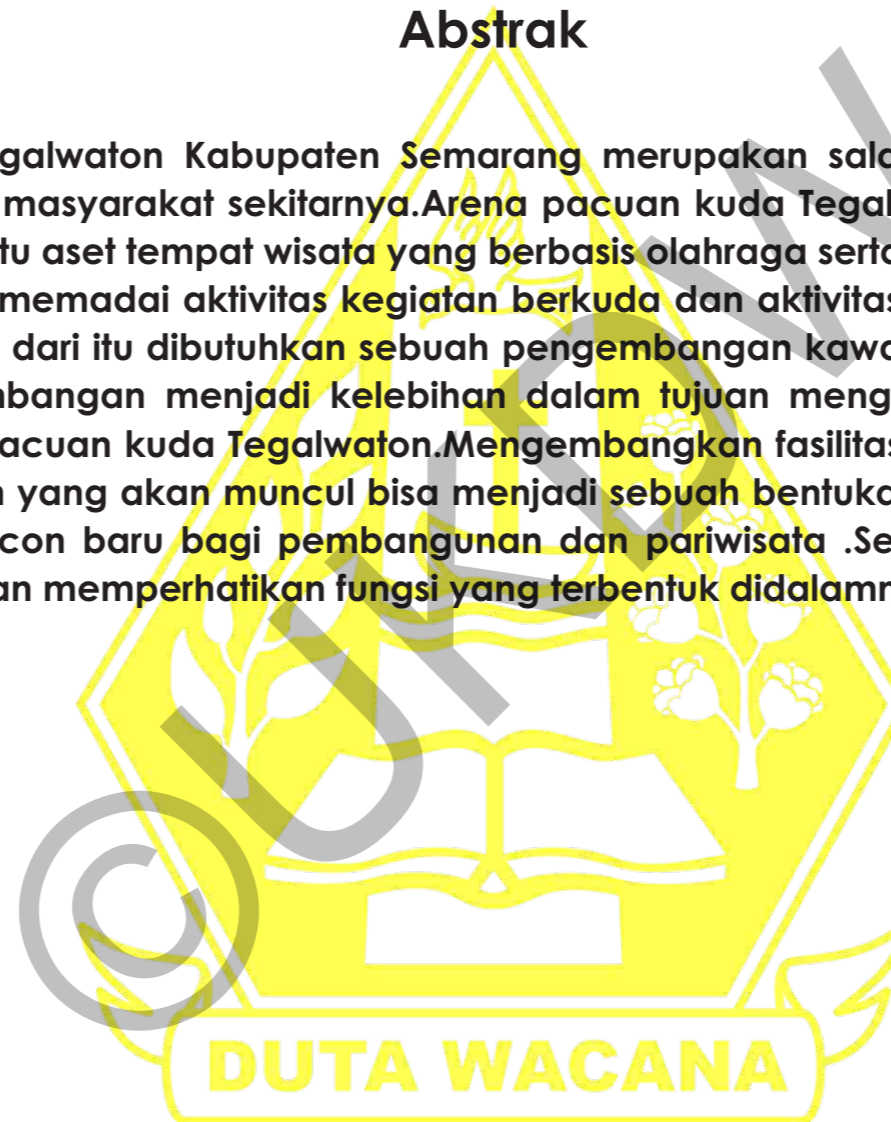 Abstrak
galwaton Kabupaten Semarang merupakan sala
masyarakat sekitarnya.Arena pacuan kuda Tegal
tu aset tempat wisata yang berbasis olahraga serta
memadai aktivitas kegiatan berkuda dan aktivitas
dari itu dibutuhkan sebuah pengembangan kawa
mbangan menjadi kelebihan dalam tujuan meng
acuan kuda Tegalwaton.Mengembangkan fasilitas
yang akan muncul bisa menjadi sebuah bentuka
con baru bagi pembangunan dan pariwisata .Se
an memperhatikan fungsi yang terbentuk didalamn
©UKDW
DUTA WACANA